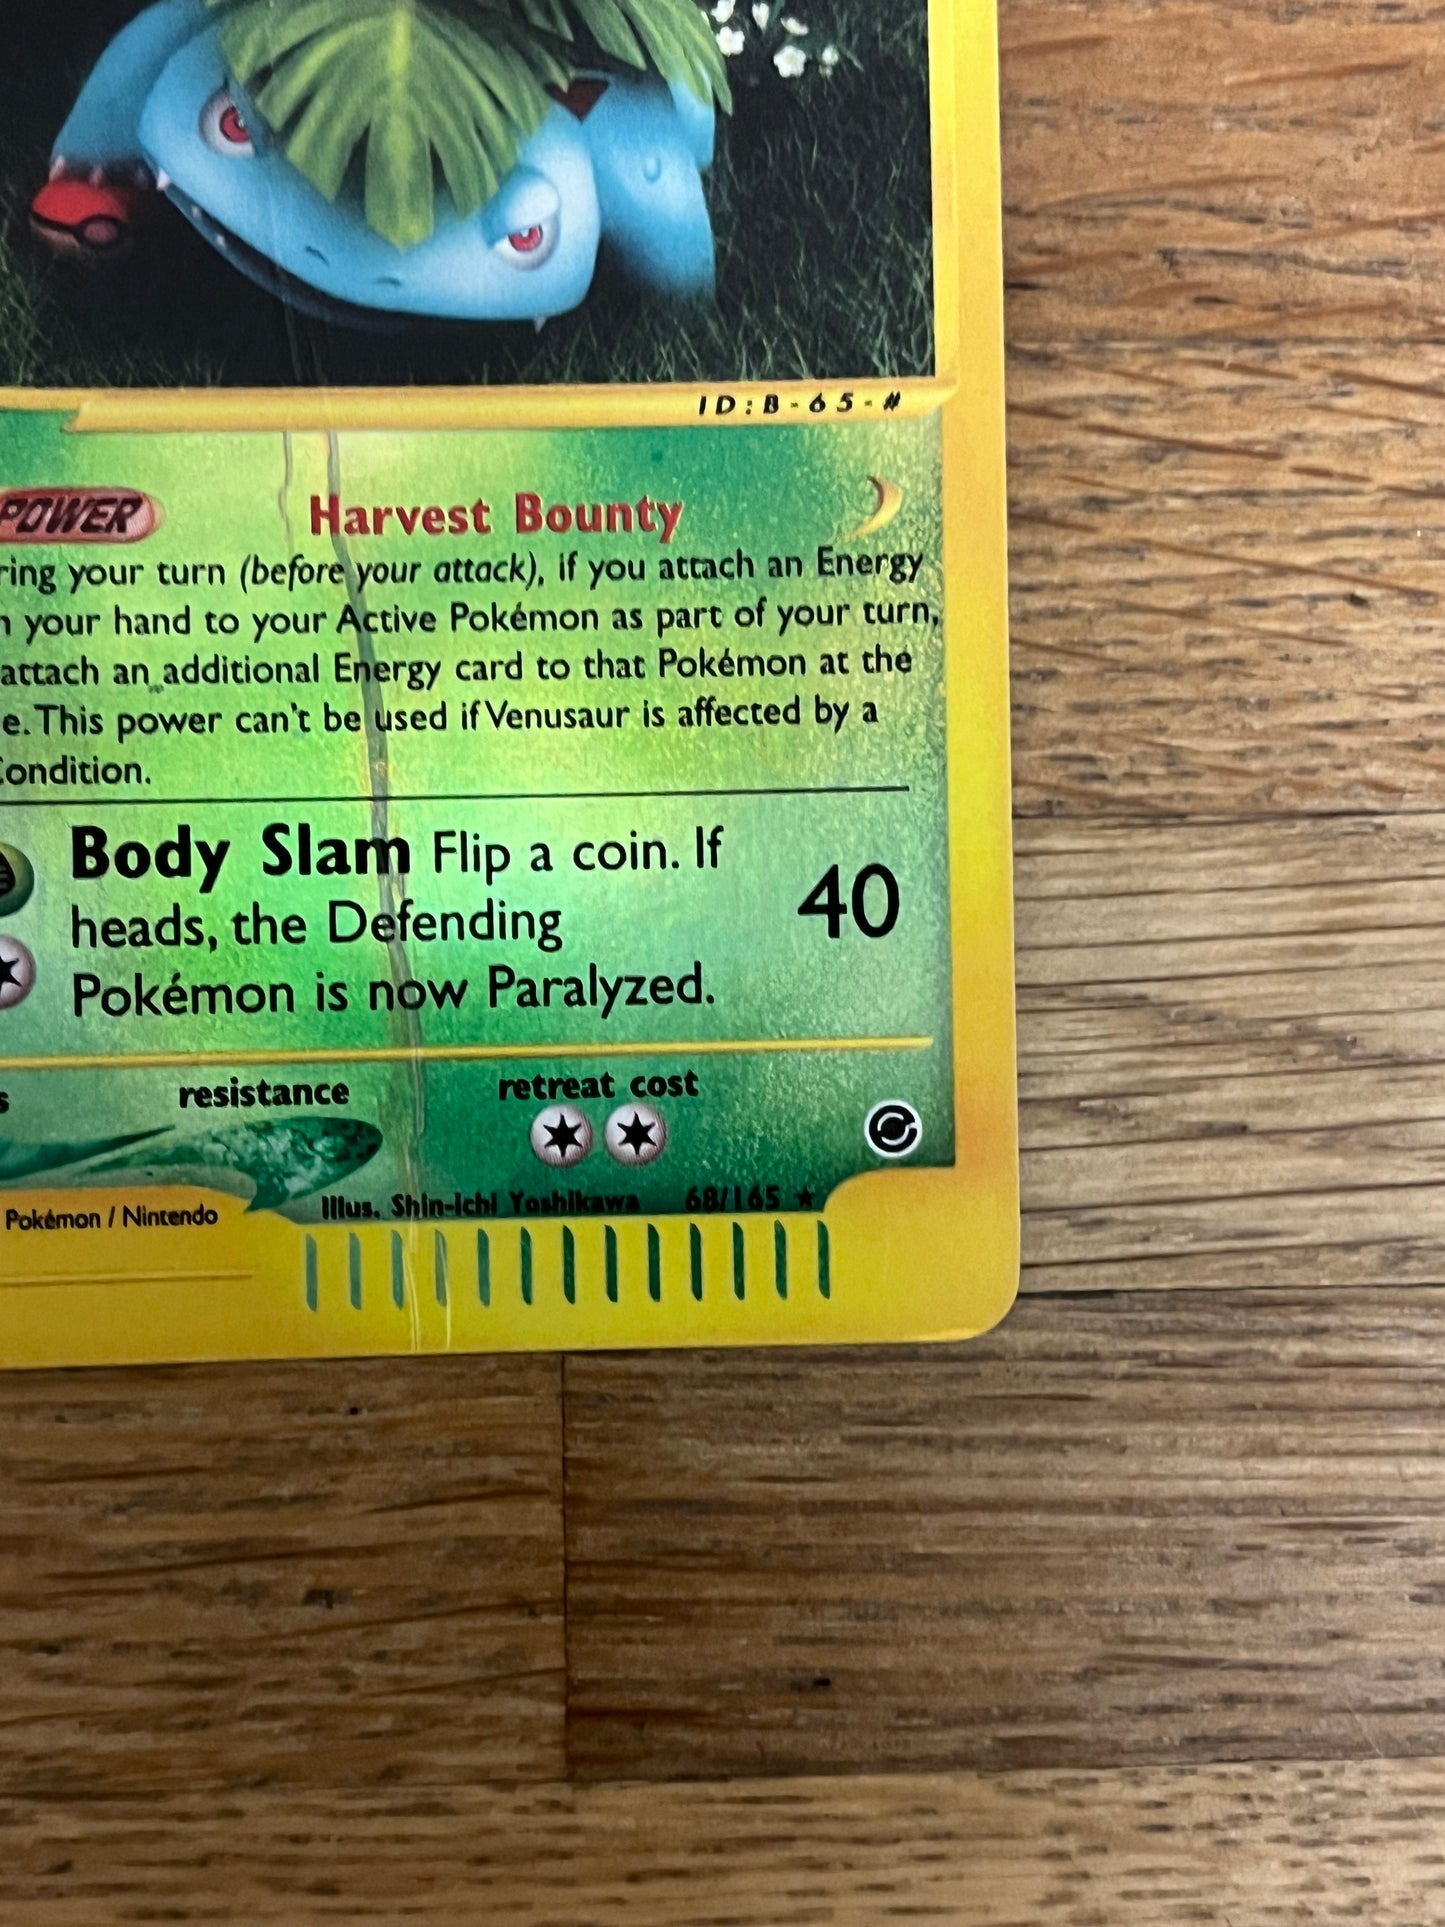 ID:B-65-#
POWER Harvest Bounty
ring your turn (before your attack), if you attach an Energy
your hand to your Active Pokémon as part of your turn,
attach an additional Energy card to that Pokémon at the
e. This power can't be used if Venusaur is affected by a
Condition.
Body Slam Flip a coin. If
heads, the Defending
Pokémon is now Paralyzed.
40
s resistance retreat cost
Illus. Shin-ichi Yoshikawa 68/165 ★
Pokémon / Nintendo